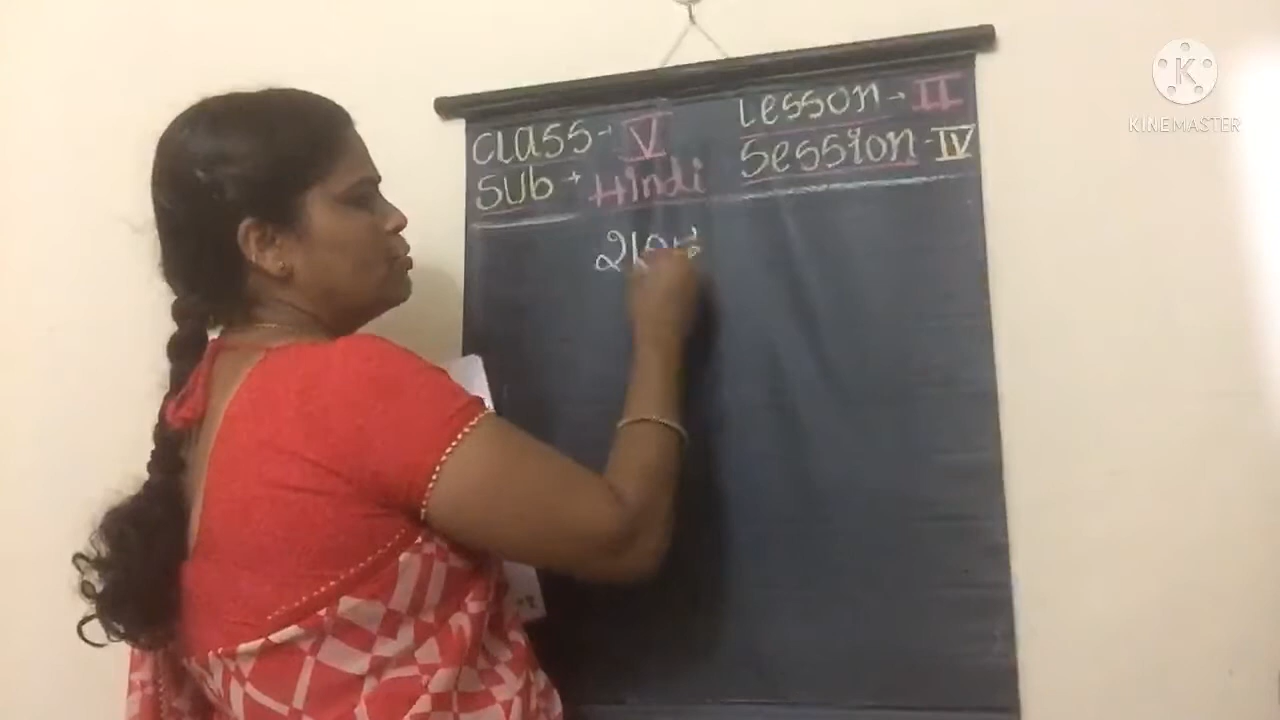 Class - V
Lesson - II
Sub - Hindi
Session - IV
KINEMASTER